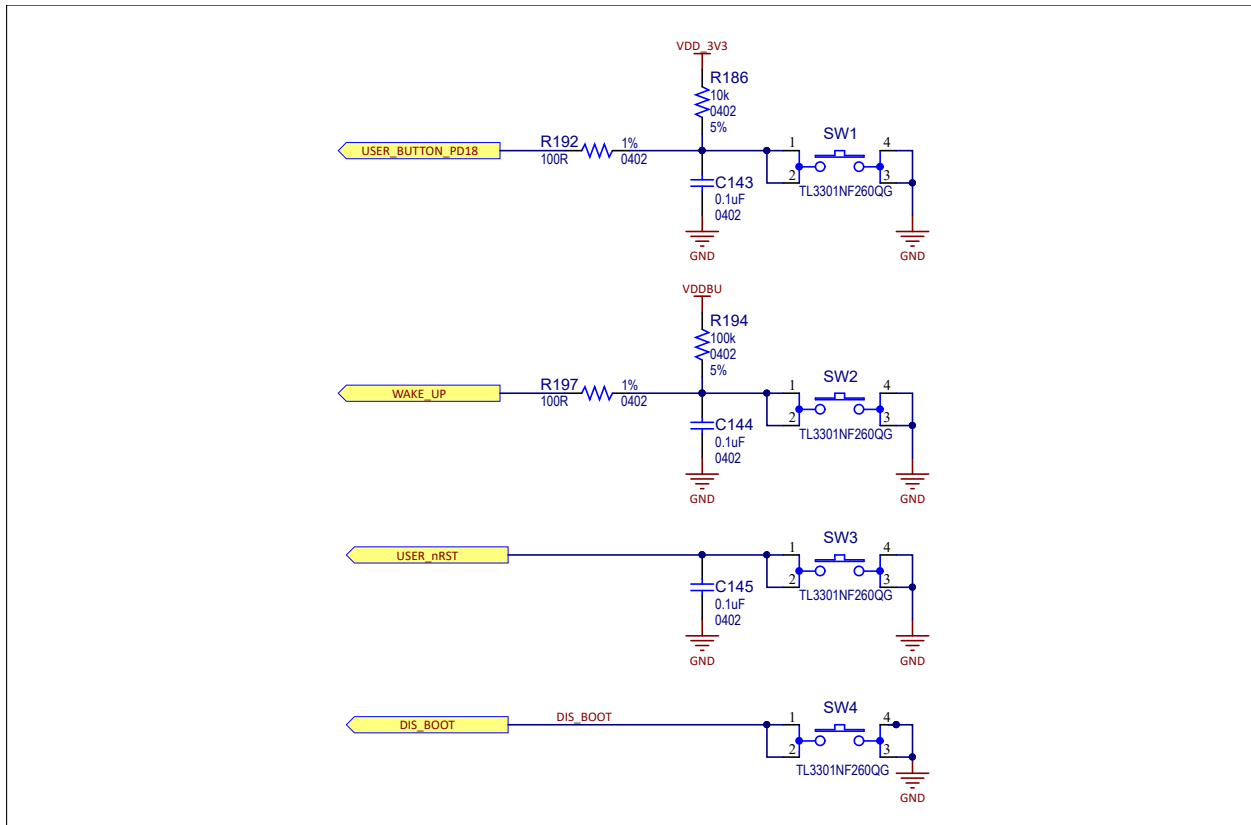 VDD_3V3
R186
10k
0402
5%
USER_BUTTON_PD18
R192
100R
1%
0402
C143
0.1uF
0402
GND
SW1
1
2
4
3
TL3301NF260QG
GND
VDDBU
R194
100k
0402
5%
WAKE_UP
R197
100R
1%
0402
C144
0.1uF
0402
GND
SW2
1
2
4
3
TL3301NF260QG
GND
USER_nRST
C145
0.1uF
0402
GND
SW3
1
2
4
3
TL3301NF260QG
GND
DIS_BOOT
DIS_BOOT
SW4
1
2
4
3
TL3301NF260QG
GND